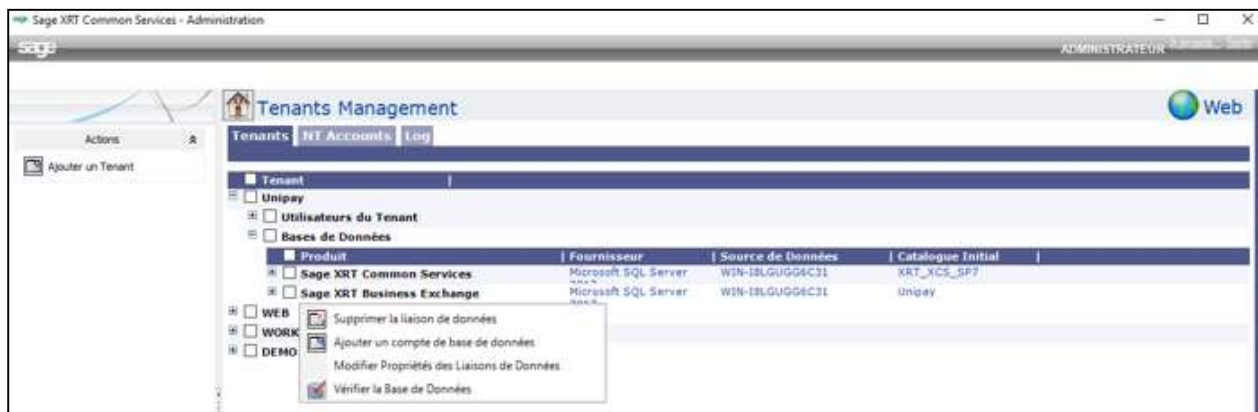 Sage XRT Common Services - Administration
sage
ADMINISTRATEUR
Tenants Management
Web
Actions
Tenants NT Accounts Log
Ajouter un Tenant
Tenant
Unipay
Utilisateurs du Tenant
Bases de Données
Produit Fournisseur Source de Données Catalogue Initial
Sage XRT Common Services Microsoft SQL Server WIN-I8LGUGG6C31 XRT_XCS_SP7
Sage XRT Business Exchange Microsoft SQL Server WIN-I8LGUGG6C31 Unipay
WEB
Supprimer la liaison de données
WORK
Ajouter un compte de base de données
DEMO
Modifier Propriétés des Liaisons de Données
Vérifier la Base de Données